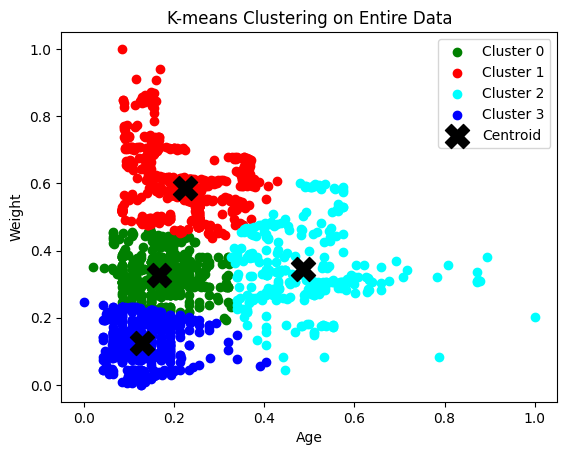 K-means Clustering on Entire Data
1.0
0.8
0.6
0.4
0.2
0.0
Weight
Cluster 0
Cluster 1
Cluster 2
Cluster 3
Centroid
0.0 0.2 0.4 0.6 0.8 1.0
Age